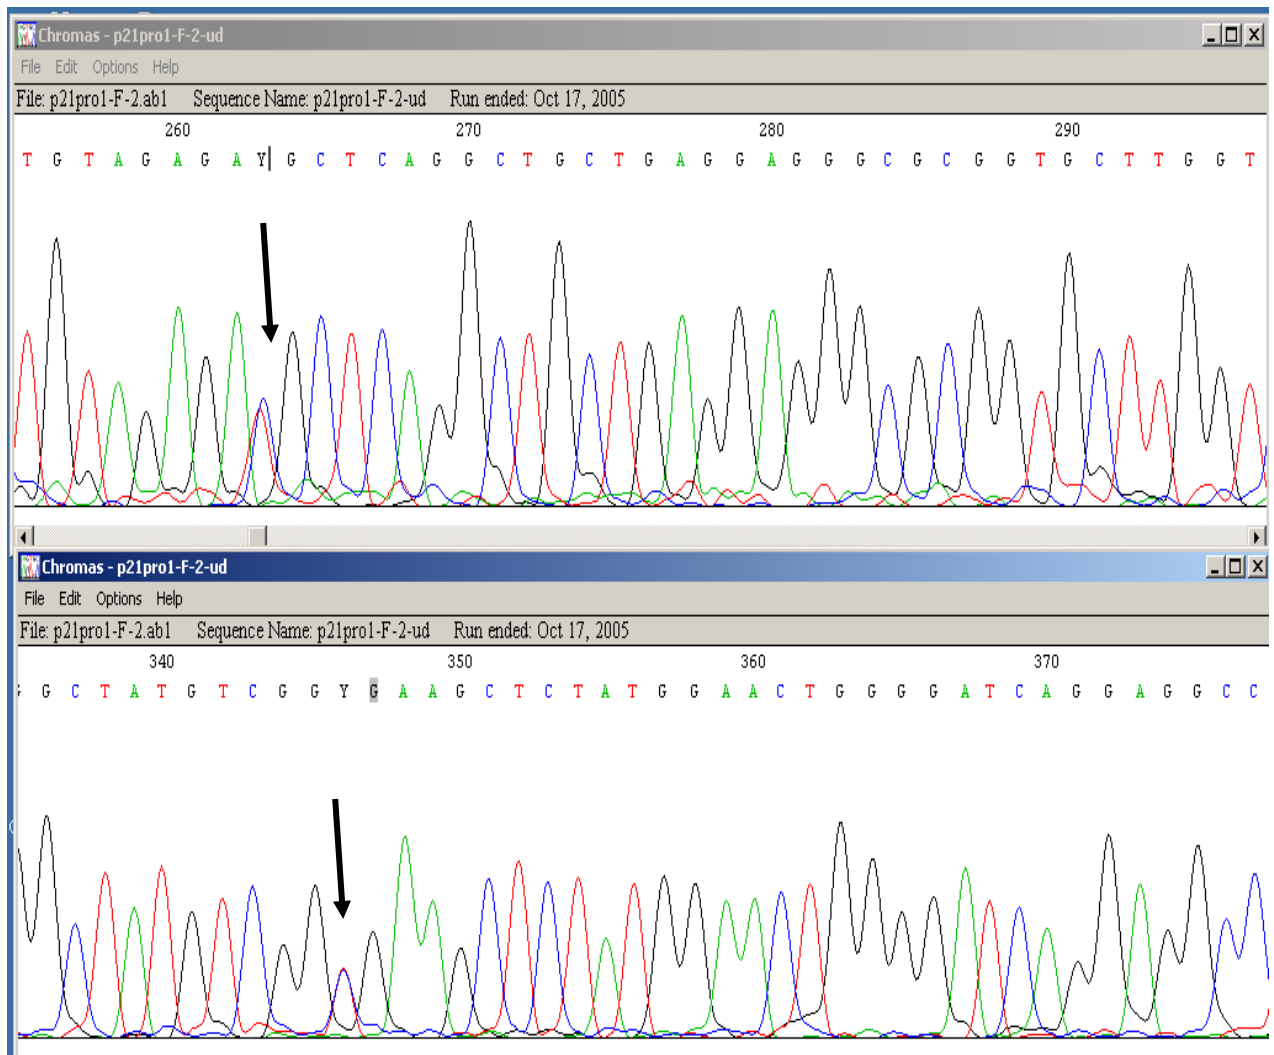 Chromas - p21pro1-F-2-ud
File Edit Options Help
File: p21pro1-F-2.ab1 Sequence Name: p21pro1-F-2-ud Run ended: Oct 17, 2005
260 270 280 290
T G T A G A G A Y G C T C A G G C T G C T G A G G A G G G C G C G G T G C T T G G T
Chromas - p21pro1-F-2-ud
File Edit Options Help
File: p21pro1-F-2.ab1 Sequence Name: p21pro1-F-2-ud Run ended: Oct 17, 2005
340 350 360 370
G C T A T G T C G G Y G A A G C T C T A T G G A A C T G G G G A T C A G G A G G C C